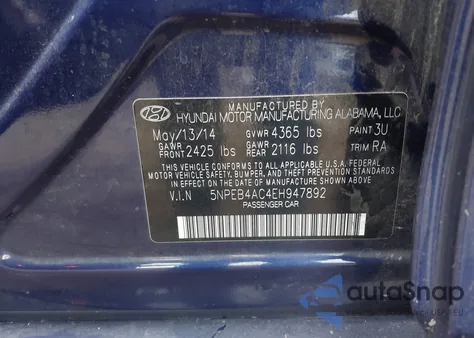 MANUFACTURED BY
HYUNDAI MOTOR MANUFACTURING ALABAMA, LLC
May/13/14 GVWR 4365 lbs PAINT 3U
GAWR FRONT 2425 lbs GAWR REAR 2116 lbs TRIM RA
THIS VEHICLE CONFORMS TO ALL APPLICABLE U.S.A. FEDERAL
MOTOR VEHICLE SAFETY, BUMPER, AND THEFT PREVENTION
STANDARDS IN EFFECT ON THE DATE OF MANUFACTURE SHOWN ABOVE.
V.I.N 5NPEB4AC4EH947892
PASSENGER CAR
autoSnap